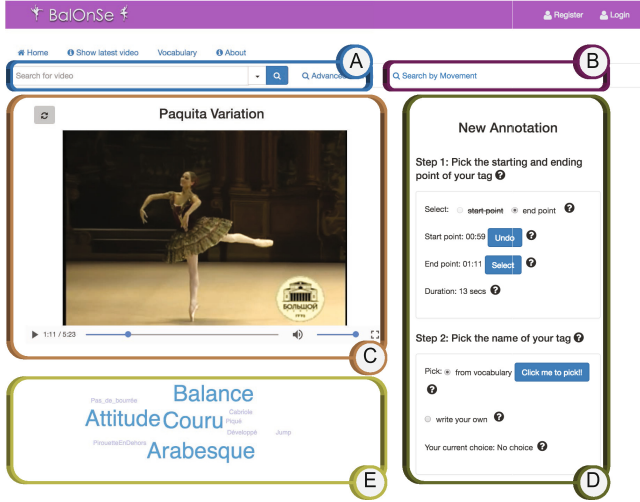 BalOnSe
Register Login
Home Show latest video Vocabulary About
A
Search for video
Advanced
B
Search by Movement
Paquita Variation
БОЛЬШОЙ
1776
1:11 / 5:23
C
New Annotation
Step 1: Pick the starting and ending
point of your tag
Select: start point end point
Start point: 00:59 Undo
End point: 01:11 Select
Duration: 13 secs
Step 2: Pick the name of your tag
Pick: from vocabulary Click me to pick!!
write your own
Your current choice: No choice
D
Pas_de_bourrée
Balance
Cabriole
Attitude Couru Piqué
Développé Jump
PirouetteEnDehors
Arabesque
E